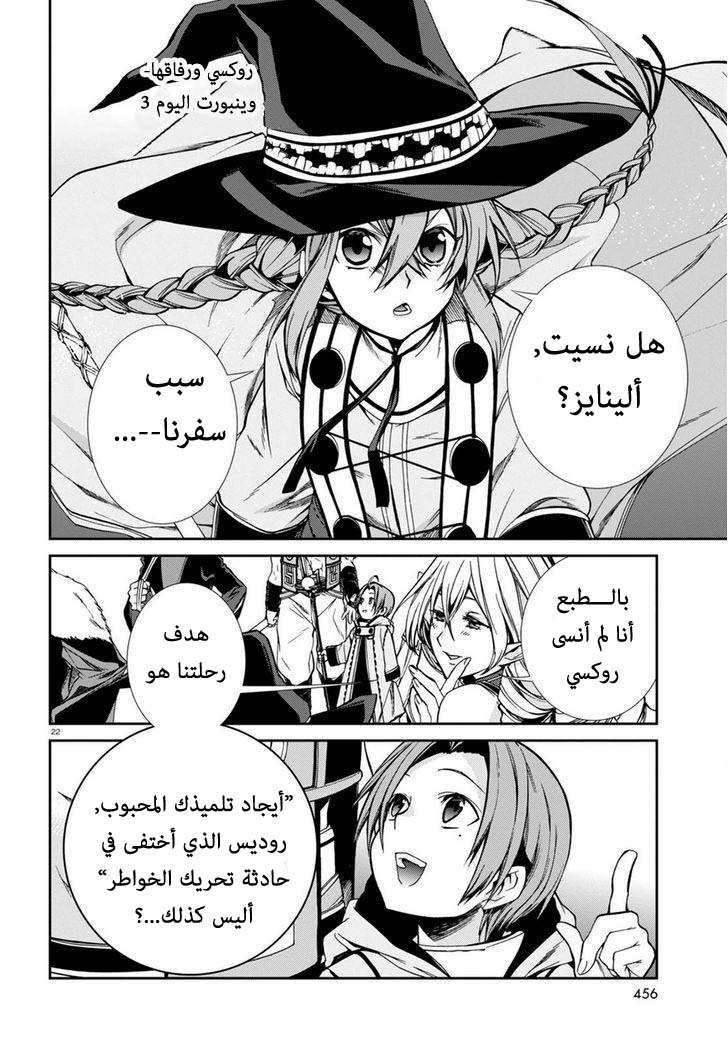 روكسي ورفاقها-
وينبورت اليوم 3
هل نسيت,
ألينايز؟
سبب
سفرنا--...
بالـــطبع
أنا لم أنسى
روكسي
هدف
رحلتنا هو
”أيجاد تلميذك المحبوب,
روديس الذي أختفى في
حادثة تحريك الخواطر“
أليس كذلك...؟
22
456